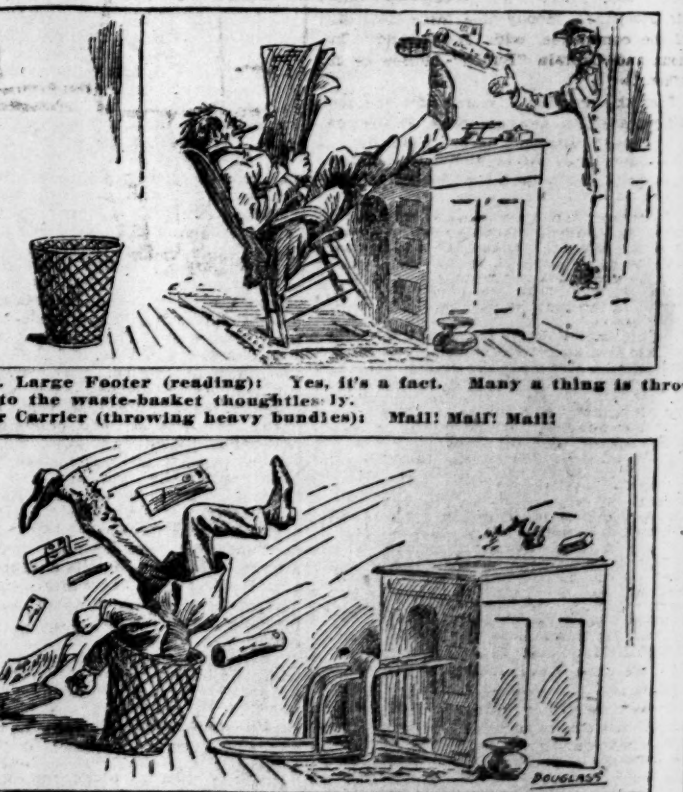 . Large Footer (reading): Yes, it's a fact. Many a thing is thro
to the waste-basket thoughtles ly.
r Carrier (throwing heavy bundles): Mail! Mail! Mail!
DOUGLASS